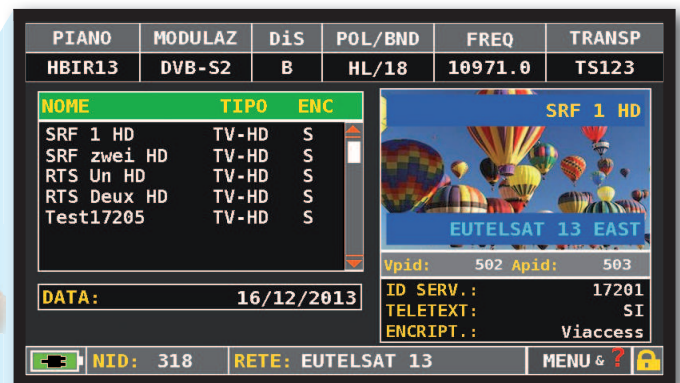 PIANO MODULAZ DiS POL/BND FREQ TRANSP
HBIR13 DVB-S2 B HL/18 10971.0 TS123
NOME TIPO ENC
SRF 1 HD TV-HD S
SRF zwei HD TV-HD S
RTS Un HD TV-HD S
RTS Deux HD TV-HD S
Test17205 TV-HD S
DATA: 16/12/2013
SRF 1 HD
EUTELSAT 13 EAST
Vpid: 502 Apid: 503
ID SERV.: 17201
TELETEXT: SI
ENCRIPT.: Viaccess
NID: 318 RETE: EUTELSAT 13 MENU & ?